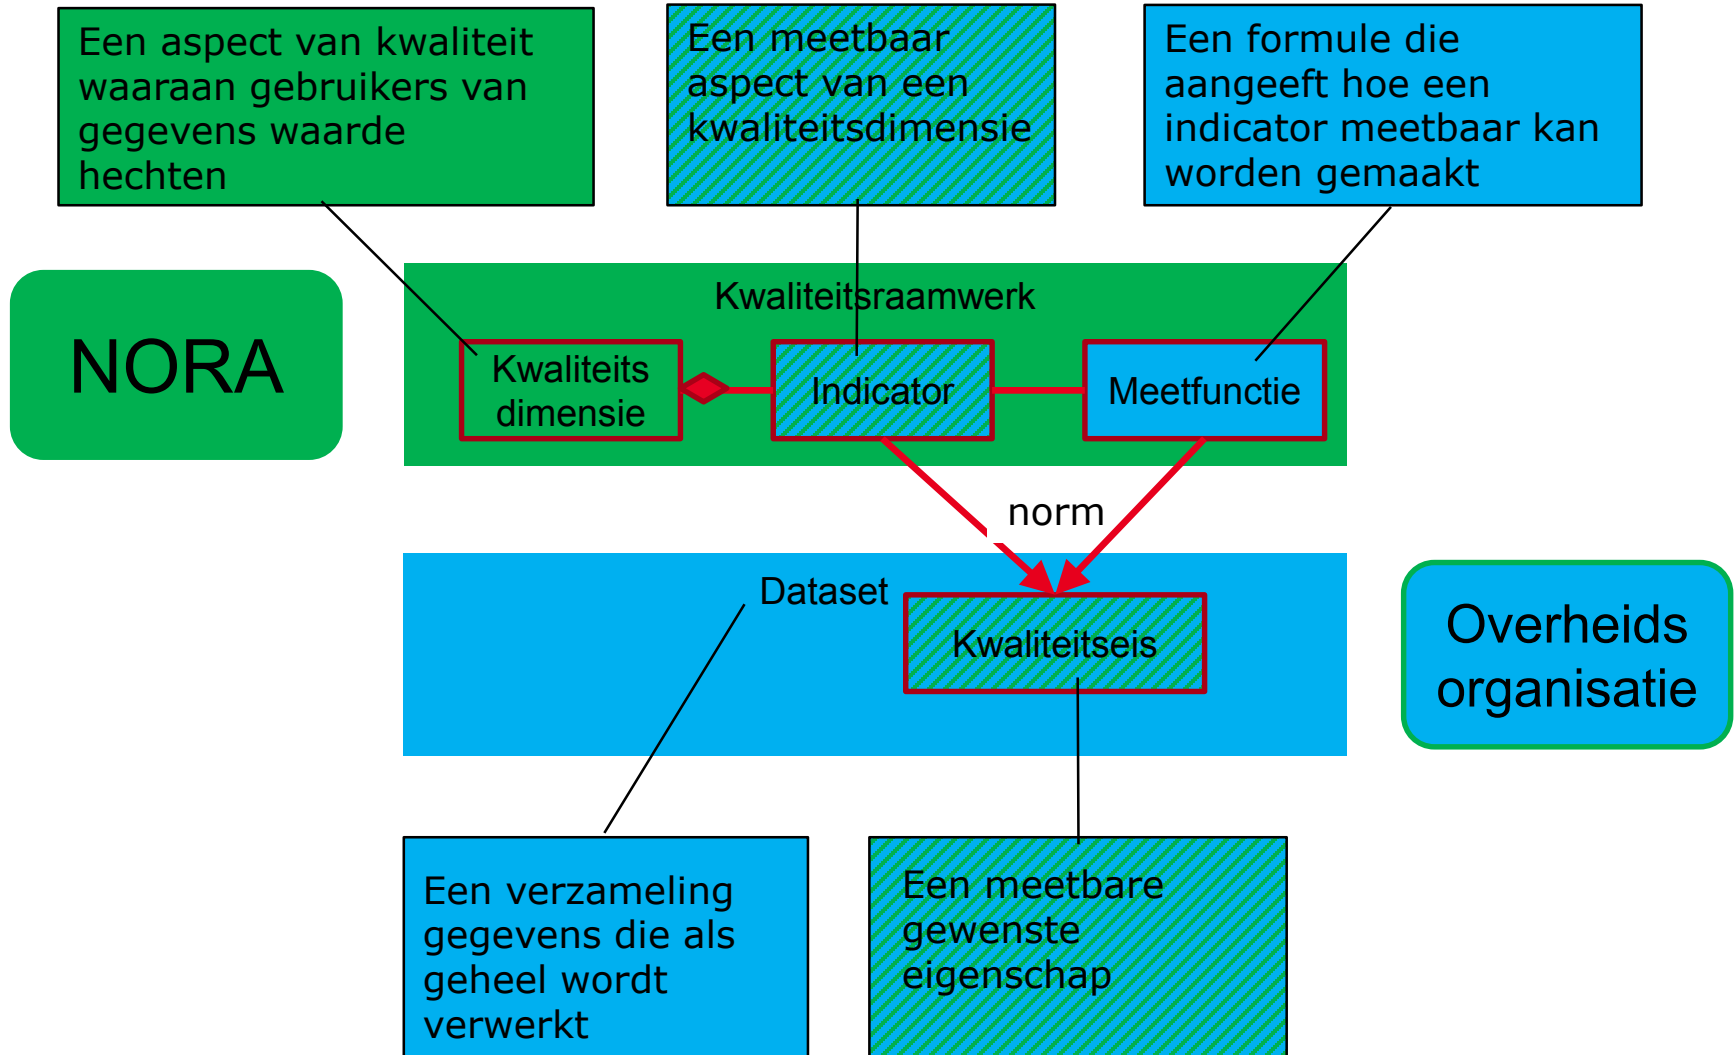 Een aspect van kwaliteit
waaraan gebruikers van
gegevens waarde
hechten
Een meetbaar
aspect van een
kwaliteitsdimensie
Een formule die
aangeeft hoe een
indicator meetbaar kan
worden gemaakt
NORA
Kwaliteitsraamwerk
Kwaliteits
dimensie
Indicator
Meetfunctie
norm
Dataset
Kwaliteitseis
Overheids
organisatie
Een verzameling
gegevens die als
geheel wordt
verwerkt
Een meetbare
gewenste
eigenschap